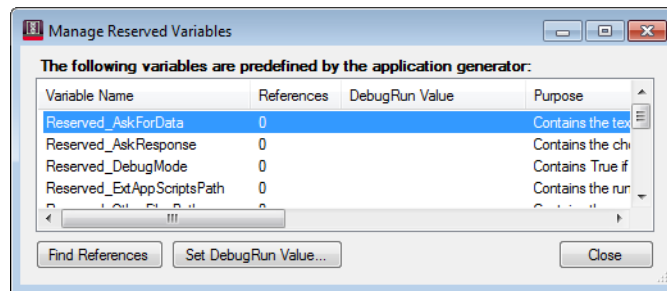 Manage Reserved Variables
The following variables are predefined by the application generator:
Variable Name References DebugRun Value Purpose
Reserved_AskForData 0 Contains the tex
Reserved_AskResponse 0 Contains the ch
Reserved_DebugMode 0 Contains True if
Reserved_ExtAppScriptsPath 0 Contains the run
Find References Set DebugRun Value... Close